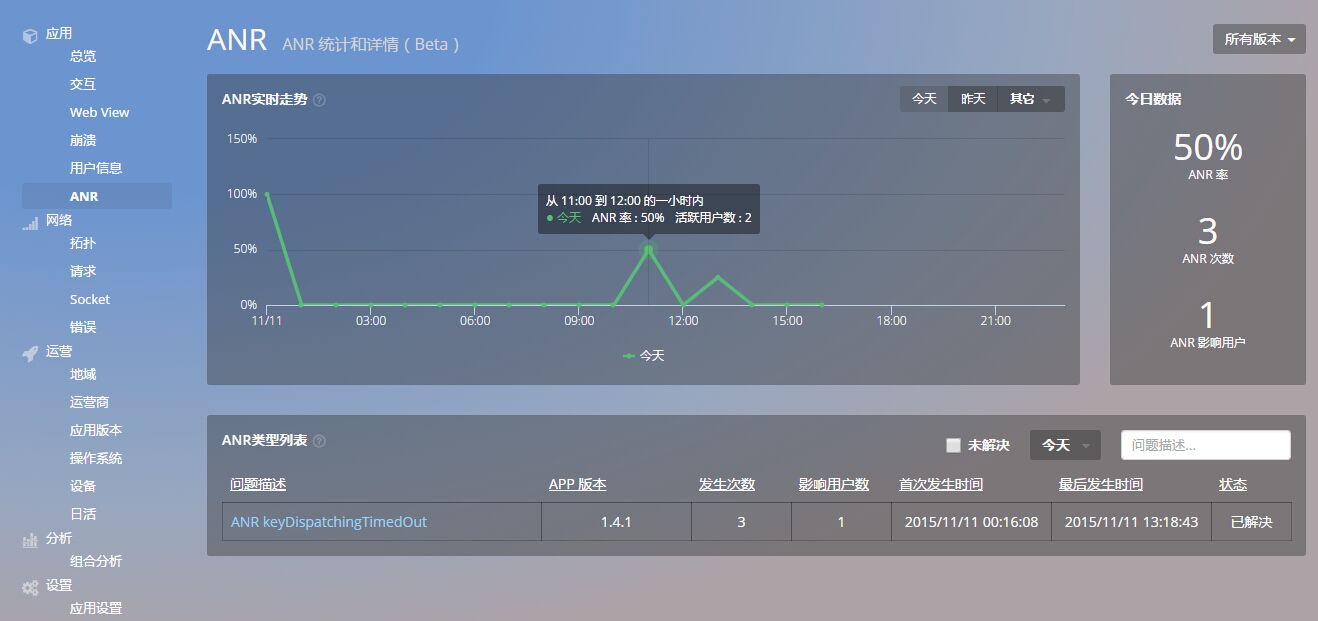 应用
总览
交互
Web View
崩溃
用户信息
ANR
网络
拓扑
请求
Socket
错误
运营
地域
运营商
应用版本
操作系统
设备
日活
分析
组合分析
设置
应用设置
ANR ANR 统计和详情 ( Beta )
所有版本
ANR实时走势 ?
今天 昨天 其它
150%
100%
50%
0%
从 11:00 到 12:00 的一小时内
今天 ANR 率 : 50% 活跃用户数 : 2
11/11 03:00 06:00 09:00 12:00 15:00 18:00 21:00
今天
今日数据
50%
ANR 率
3
ANR 次数
1
ANR 影响用户
ANR类型列表 ?
未解决 今天 问题描述...
问题描述 APP 版本 发生次数 影响用户数 首次发生时间 最后发生时间 状态
ANR keyDispatchingTimedOut 1.4.1 3 1 2015/11/11 00:16:08 2015/11/11 13:18:43 已解决